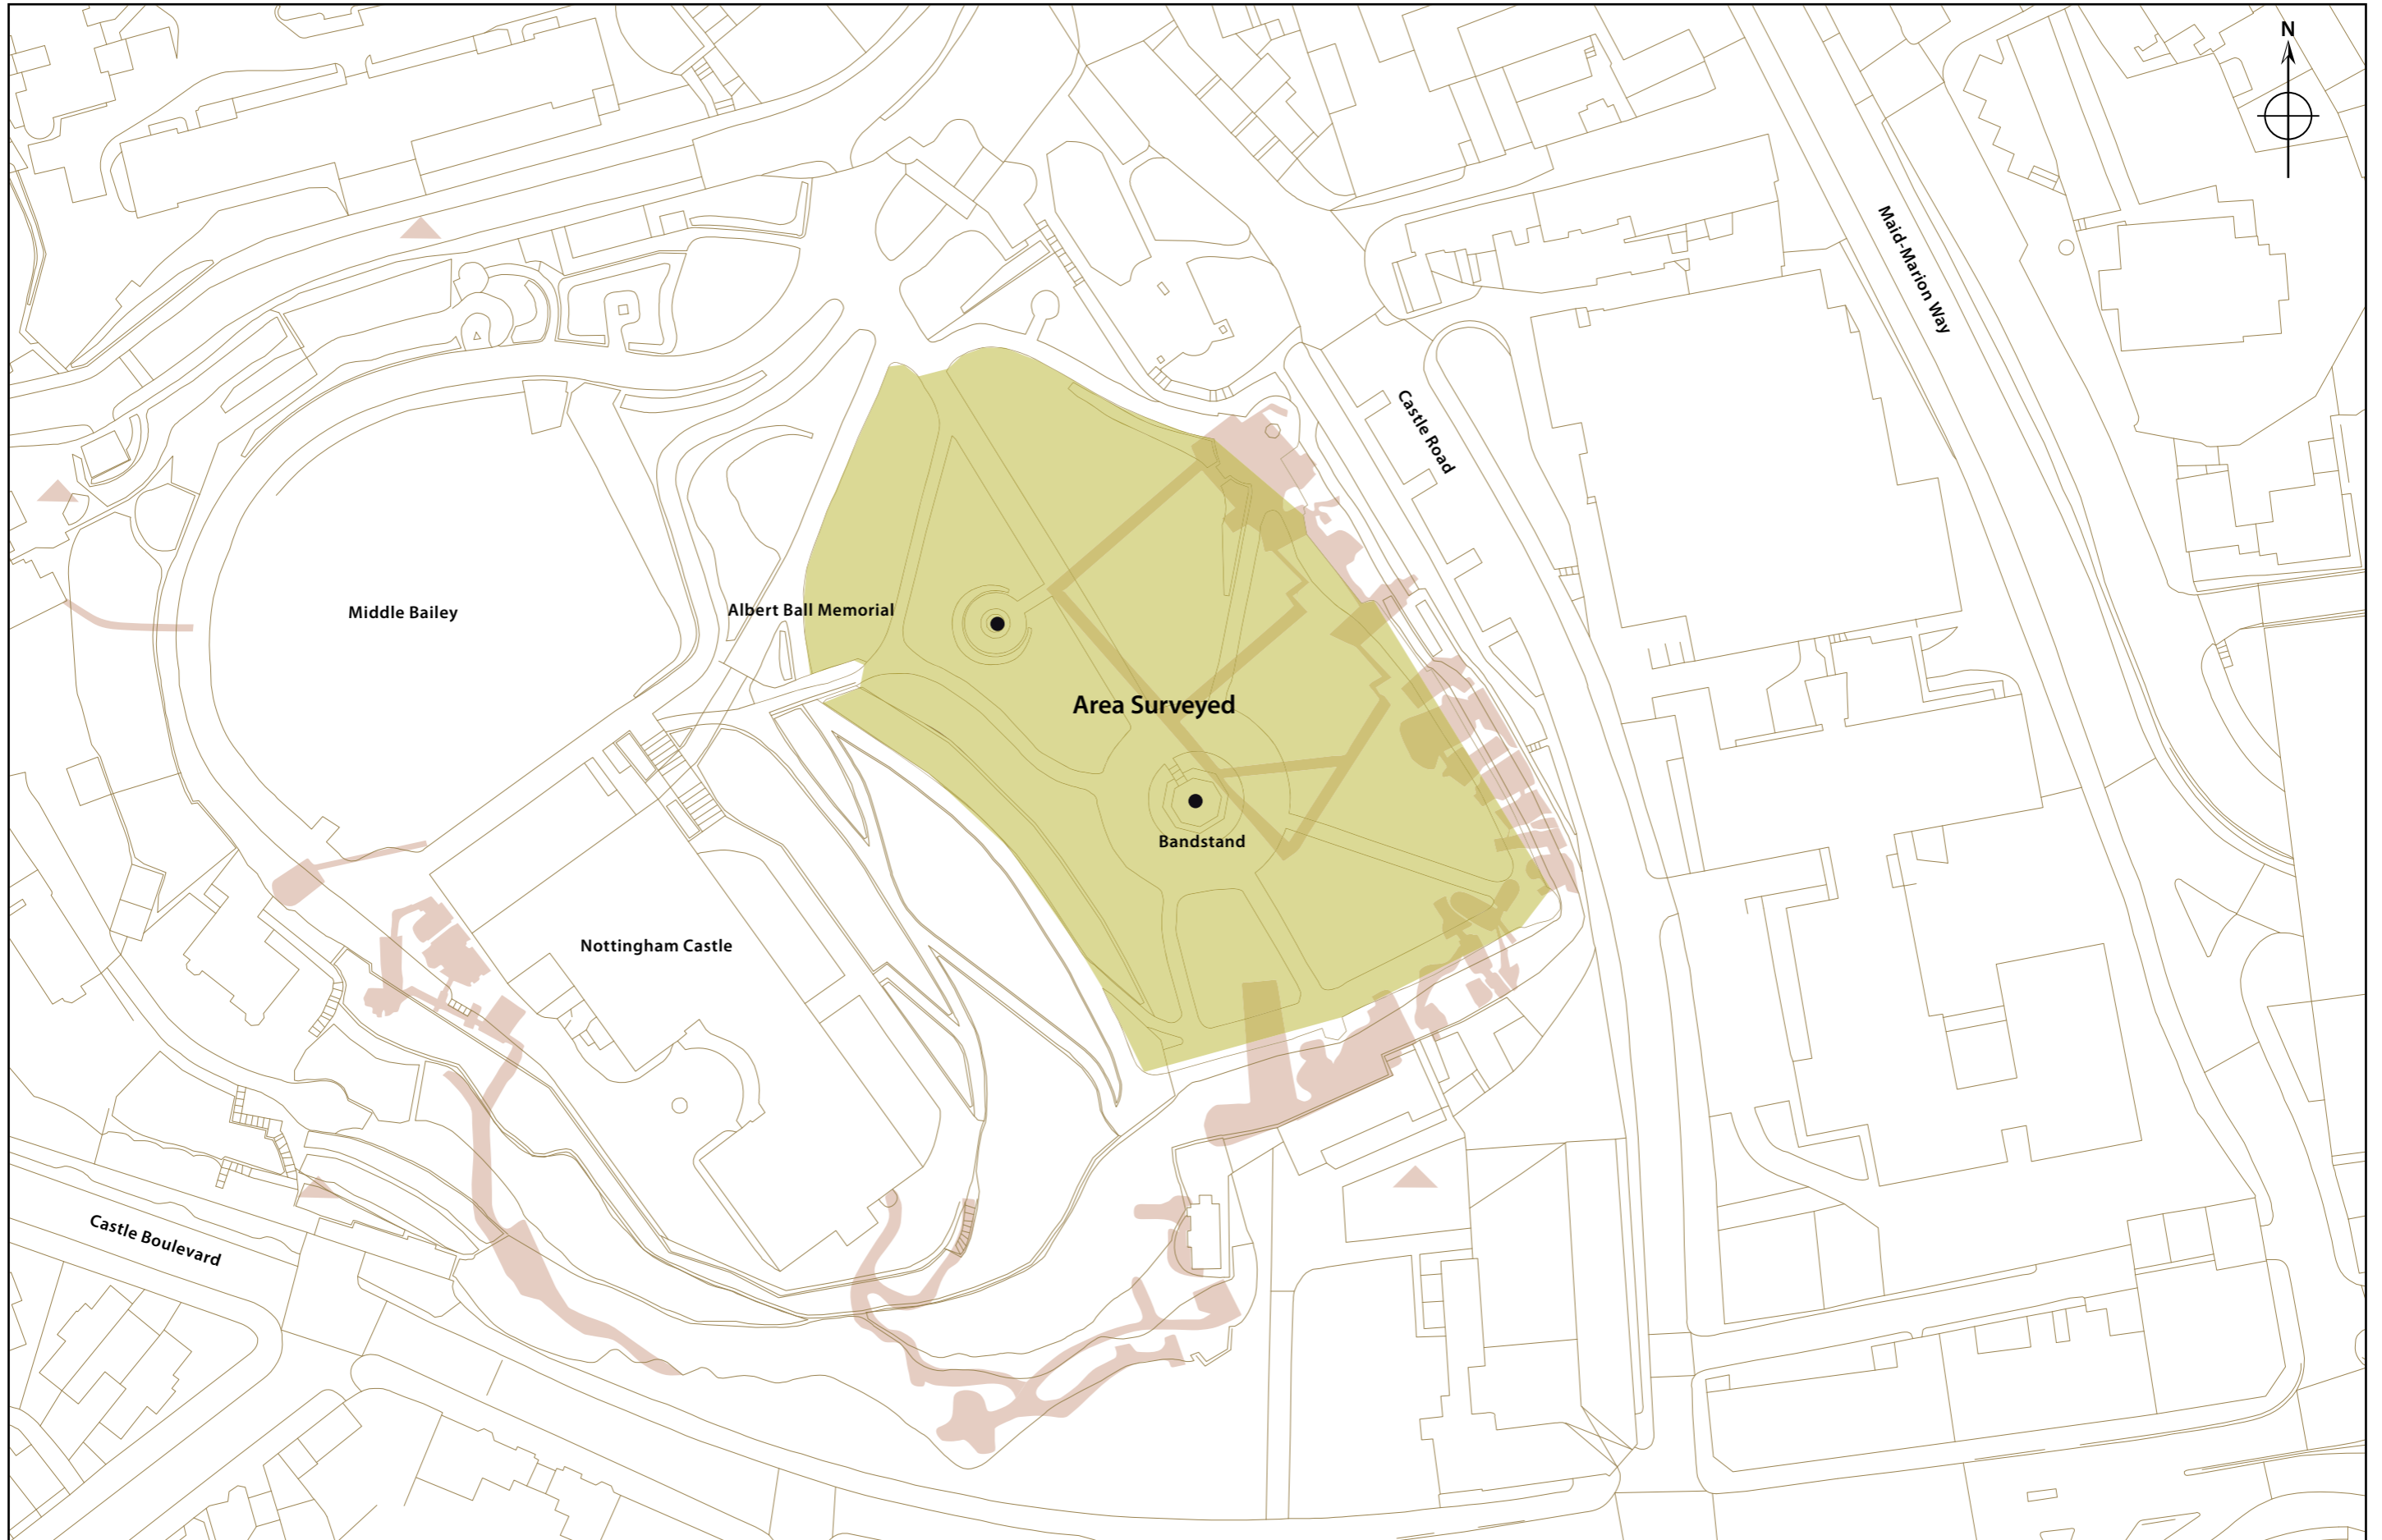 N
Maid-Marion Way
Castle Road
Middle Bailey
Albert Ball Memorial
Area Surveyed
Bandstand
Nottingham Castle
Castle Boulevard